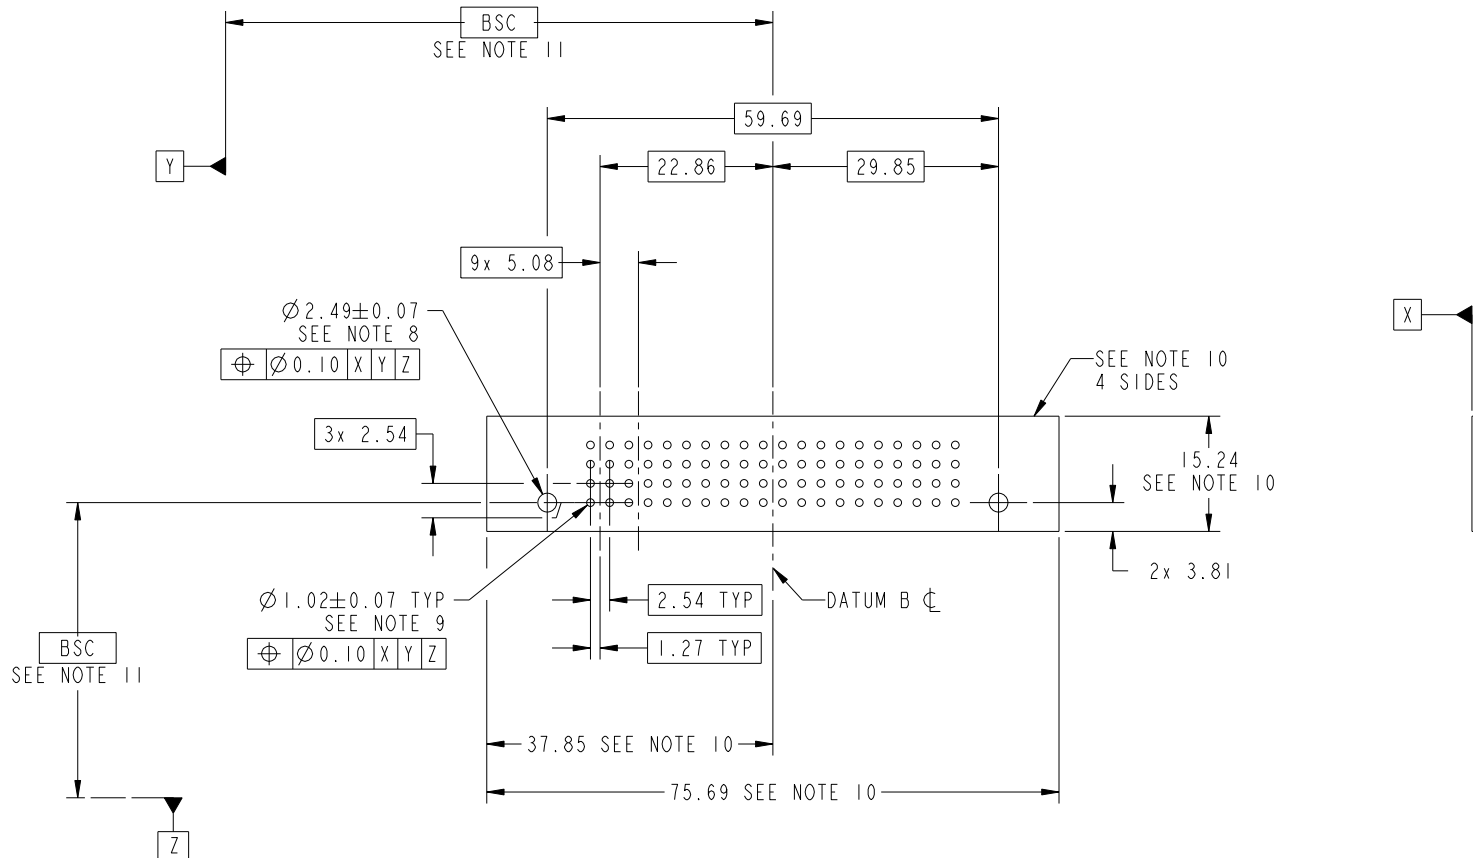 BSC
SEE NOTE 11
59.69
Y
22.86
29.85
9x 5.08
Ø2.49±0.07
SEE NOTE 8
⌖ Ø0.10 X Y Z
X
SEE NOTE 10
4 SIDES
3x 2.54
15.24
SEE NOTE 10
2x 3.81
Ø1.02±0.07 TYP
SEE NOTE 9
⌖ Ø0.10 X Y Z
2.54 TYP
DATUM B ℄
1.27 TYP
BSC
SEE NOTE 11
37.85 SEE NOTE 10
75.69 SEE NOTE 10
Z